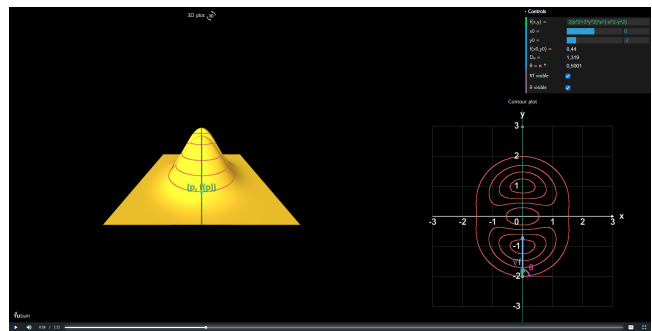 3D plot
Controls
f(x,y) =
x0 = 0
y0 = -2
f(x0,y0) = 0,44
Dᵤ = 1,319
θ = π * 0,5001
∇f visible
θ visible
Contour plot
y
3
2
1
-3 -2 -1 0 1 2 3 x
-1
∇f θ
-2
-3
(p, f(p))